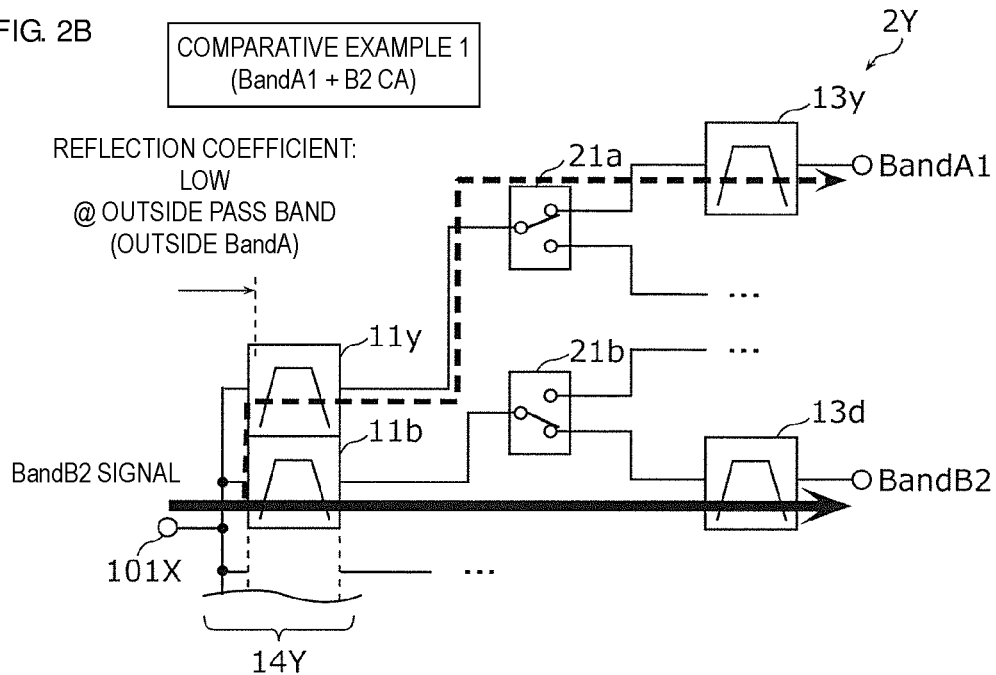 FIG. 2B
COMPARATIVE EXAMPLE 1
(BandA1 + B2 CA)
2Y
13y
REFLECTION COEFFICIENT:
LOW
@ OUTSIDE PASS BAND
(OUTSIDE BandA)
21a
BandA1
...
11y
21b
...
11b
13d
BandB2 SIGNAL
BandB2
101X
...
14Y